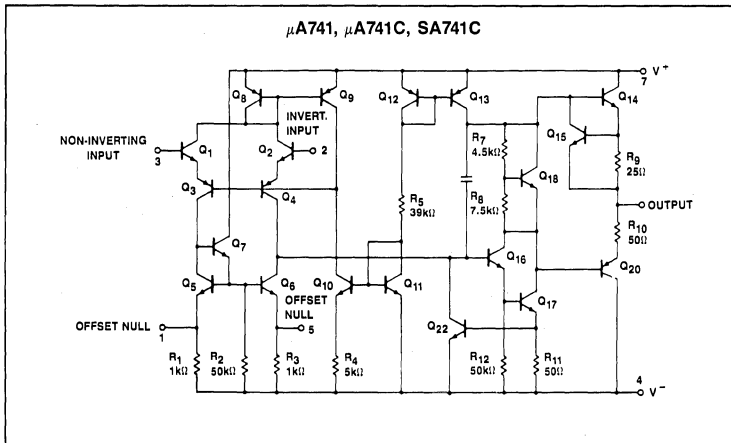 μA741, μA741C, SA741C
V+
7
Q8
Q9
Q12
Q13
Q14
INVERT.
INPUT
NON-INVERTING
INPUT
3
Q1
Q2
2
R7
4.5kΩ
Q15
R9
25Ω
Q18
Q3
Q4
R5
39kΩ
R8
7.5kΩ
OUTPUT
R10
50Ω
Q7
Q16
Q20
Q5
Q6
Q10
Q11
Q17
OFFSET
NULL
OFFSET NULL
1
5
Q22
R1
1kΩ
R2
50kΩ
R3
1kΩ
R4
5kΩ
R12
50kΩ
R11
50Ω
4
V−